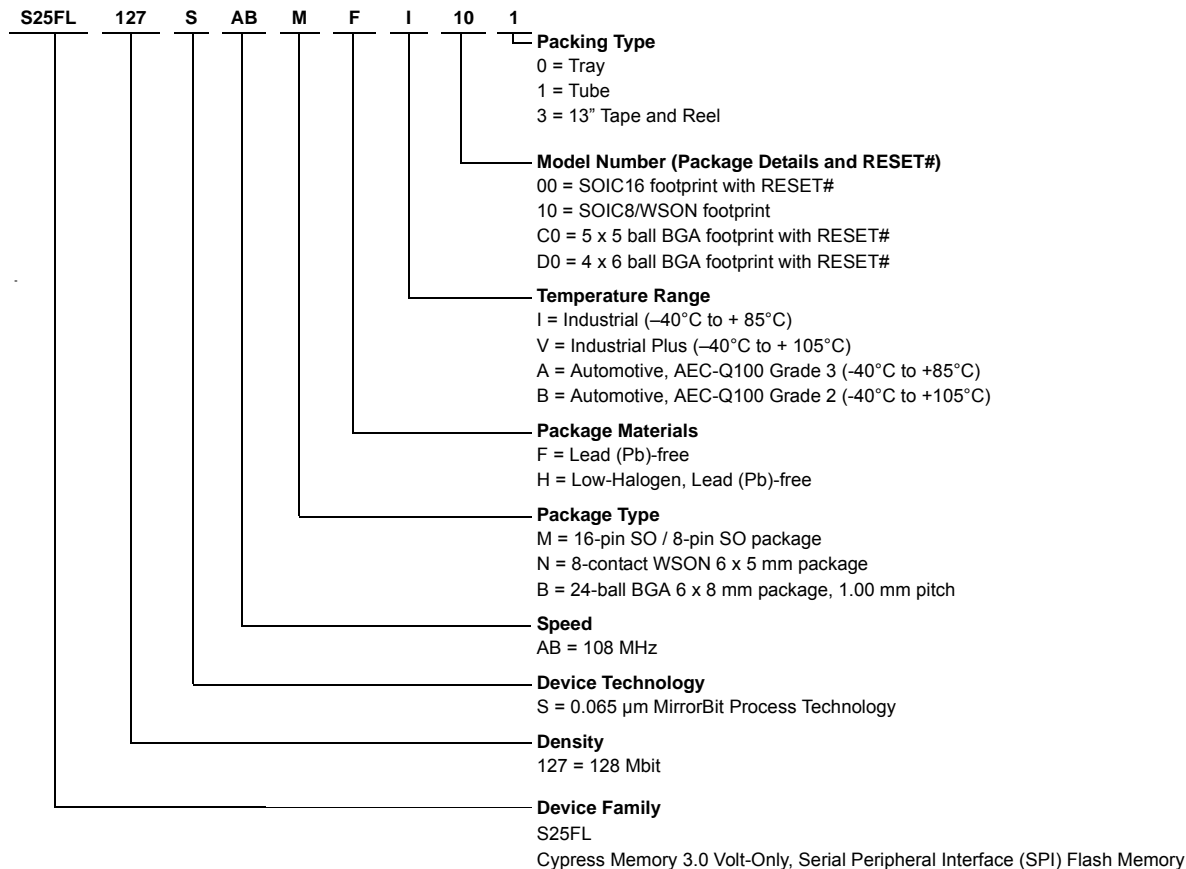 S25FL 127 S AB M F I 10 1
Packing Type
0 = Tray
1 = Tube
3 = 13” Tape and Reel
Model Number (Package Details and RESET#)
00 = SOIC16 footprint with RESET#
10 = SOIC8/WSON footprint
C0 = 5 x 5 ball BGA footprint with RESET#
D0 = 4 x 6 ball BGA footprint with RESET#
Temperature Range
I = Industrial (–40°C to + 85°C)
V = Industrial Plus (–40°C to + 105°C)
A = Automotive, AEC-Q100 Grade 3 (-40°C to +85°C)
B = Automotive, AEC-Q100 Grade 2 (-40°C to +105°C)
Package Materials
F = Lead (Pb)-free
H = Low-Halogen, Lead (Pb)-free
Package Type
M = 16-pin SO / 8-pin SO package
N = 8-contact WSON 6 x 5 mm package
B = 24-ball BGA 6 x 8 mm package, 1.00 mm pitch
Speed
AB = 108 MHz
Device Technology
S = 0.065 µm MirrorBit Process Technology
Density
127 = 128 Mbit
Device Family
S25FL
Cypress Memory 3.0 Volt-Only, Serial Peripheral Interface (SPI) Flash Memory